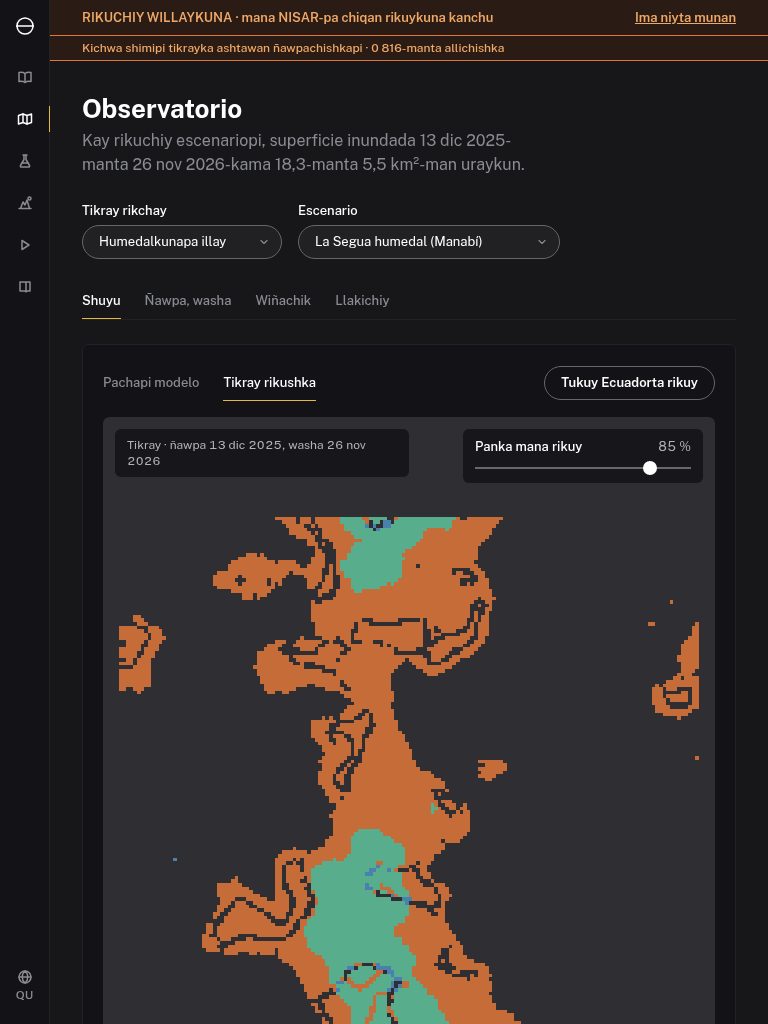 RIKUCHIY WILLAYKUNA · mana NISAR-pa chiqan rikuykuna kanchu
Ima niyta munan
Kichwa shimipi tikrayka ashtawan ñawpachishkapi · 0 816-manta allichishka
Observatorio
Kay rikuchiy escenariopi, superficie inundada 13 dic 2025-
manta 26 nov 2026-kama 18,3-manta 5,5 km²-man uraykun.
Tikray rikchay
Escenario
Humedalkunapa illay
La Segua humedal (Manabí)
Shuyu
Ñawpa, washa
Wiñachik
Llakichiy
Pachapi modelo
Tikray rikushka
Tukuy Ecuadorta rikuy
Tikray · ñawpa 13 dic 2025, washa 26 nov
2026
Panka mana rikuy
85 %
QU